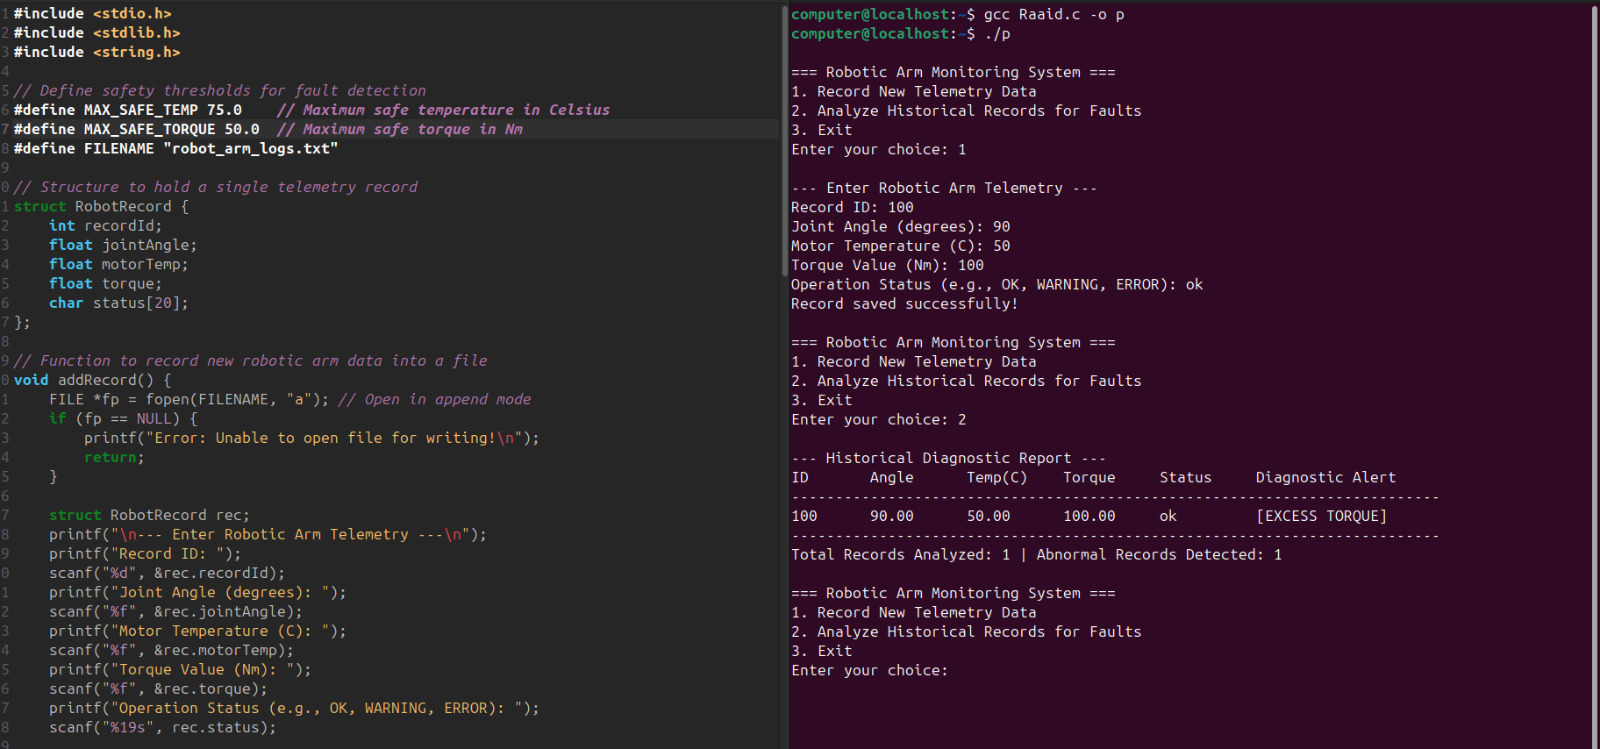 1 #include <stdio.h>
2 #include <stdlib.h>
3 #include <string.h>
4
5 // Define safety thresholds for fault detection
6 #define MAX_SAFE_TEMP 75.0    // Maximum safe temperature in Celsius
7 #define MAX_SAFE_TORQUE 50.0  // Maximum safe torque in Nm
8 #define FILENAME "robot_arm_logs.txt"
9
0 // Structure to hold a single telemetry record
1 struct RobotRecord {
2     int recordId;
3     float jointAngle;
4     float motorTemp;
5     float torque;
6     char status[20];
7 };
8
9 // Function to record new robotic arm data into a file
0 void addRecord() {
1     FILE *fp = fopen(FILENAME, "a"); // Open in append mode
2     if (fp == NULL) {
3         printf("Error: Unable to open file for writing!\n");
4         return;
5     }
6
7     struct RobotRecord rec;
8     printf("\n--- Enter Robotic Arm Telemetry ---\n");
9     printf("Record ID: ");
0     scanf("%d", &rec.recordId);
1     printf("Joint Angle (degrees): ");
2     scanf("%f", &rec.jointAngle);
3     printf("Motor Temperature (C): ");
4     scanf("%f", &rec.motorTemp);
5     printf("Torque Value (Nm): ");
6     scanf("%f", &rec.torque);
7     printf("Operation Status (e.g., OK, WARNING, ERROR): ");
8     scanf("%19s", rec.status);
9
computer@localhost:~$ gcc Raaid.c -o p
computer@localhost:~$ ./p

=== Robotic Arm Monitoring System ===
1. Record New Telemetry Data
2. Analyze Historical Records for Faults
3. Exit
Enter your choice: 1

--- Enter Robotic Arm Telemetry ---
Record ID: 100
Joint Angle (degrees): 90
Motor Temperature (C): 50
Torque Value (Nm): 100
Operation Status (e.g., OK, WARNING, ERROR): ok
Record saved successfully!

=== Robotic Arm Monitoring System ===
1. Record New Telemetry Data
2. Analyze Historical Records for Faults
3. Exit
Enter your choice: 2

--- Historical Diagnostic Report ---
ID       Angle      Temp(C)    Torque     Status     Diagnostic Alert
--------------------------------------------------------------------------
100      90.00      50.00      100.00     ok         [EXCESS TORQUE]
--------------------------------------------------------------------------
Total Records Analyzed: 1 | Abnormal Records Detected: 1

=== Robotic Arm Monitoring System ===
1. Record New Telemetry Data
2. Analyze Historical Records for Faults
3. Exit
Enter your choice: